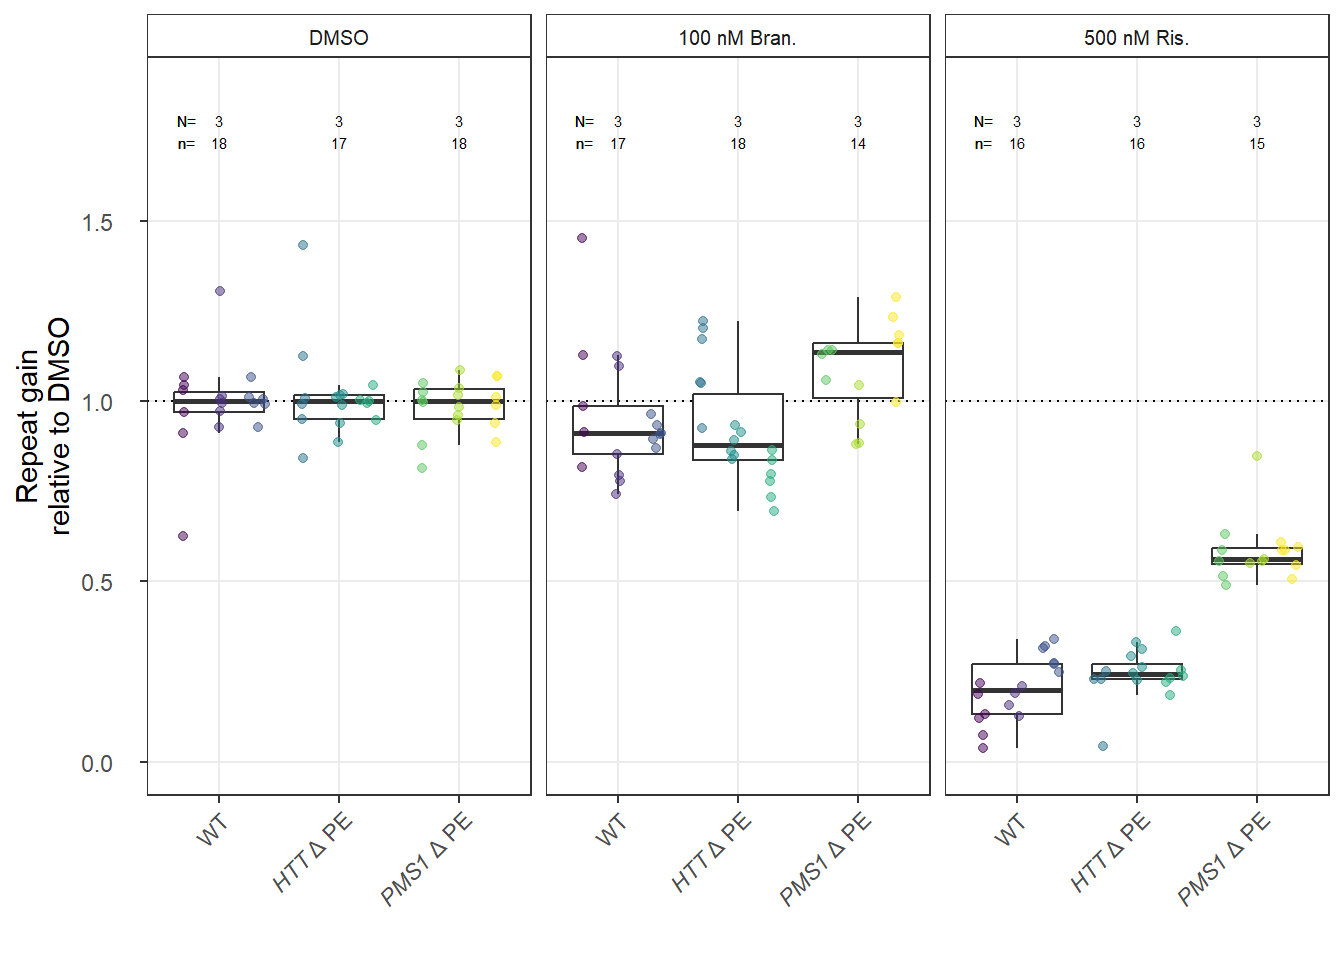 DMSO
100 nM Bran.
500 nM Ris.
N= 3 3 3
n= 18 17 18
N= 3 3 3
n= 17 18 14
N= 3 3 3
n= 16 16 15
Repeat gain
relative to DMSO
1.5
1.0
0.5
0.0
WT
HTT Δ PE
PMS1 Δ PE
WT
HTT Δ PE
PMS1 Δ PE
WT
HTT Δ PE
PMS1 Δ PE